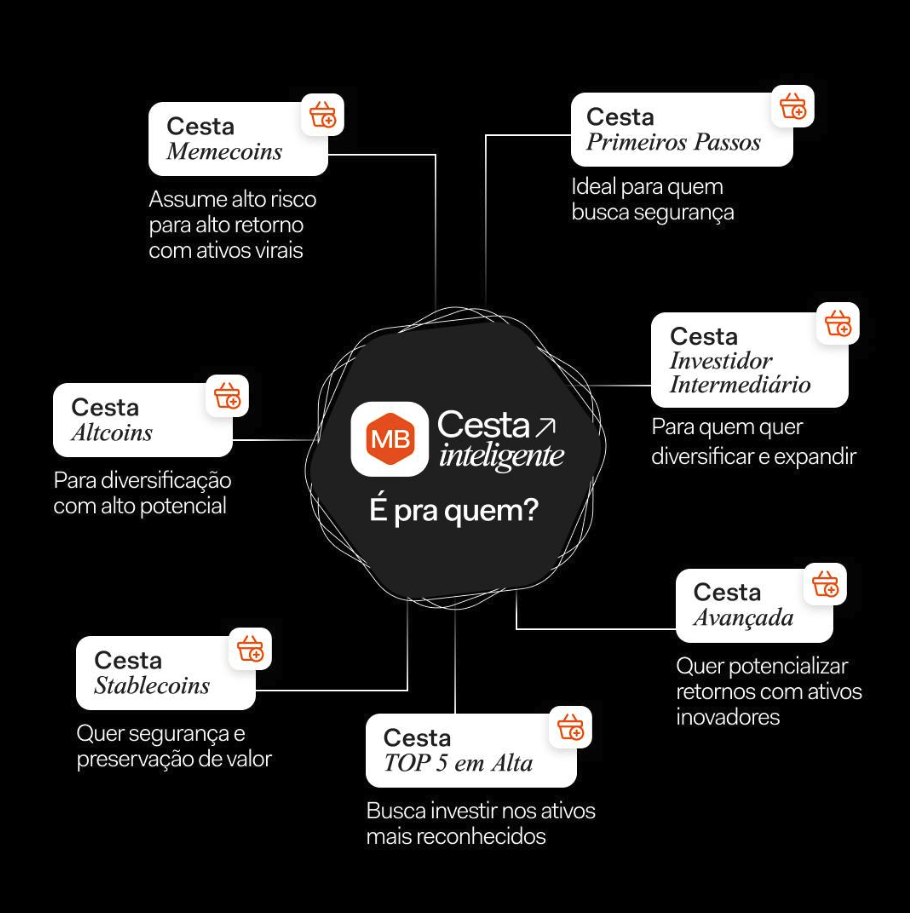 Cesta
Memecoins
Assume alto risco
para alto retorno
com ativos virais
Cesta
Primeiros Passos
Ideal para quem
busca segurança
Cesta
Investidor
Intermediário
Para quem quer
diversificar e expandir
Cesta
Altcoins
Para diversificação
com alto potencial
MB
Cesta
inteligente
É pra quem?
Cesta
Avançada
Quer potencializar
retornos com ativos
inovadores
Cesta
Stablecoins
Quer segurança e
preservação de valor
Cesta
TOP 5 em Alta
Busca investir nos ativos
mais reconhecidos